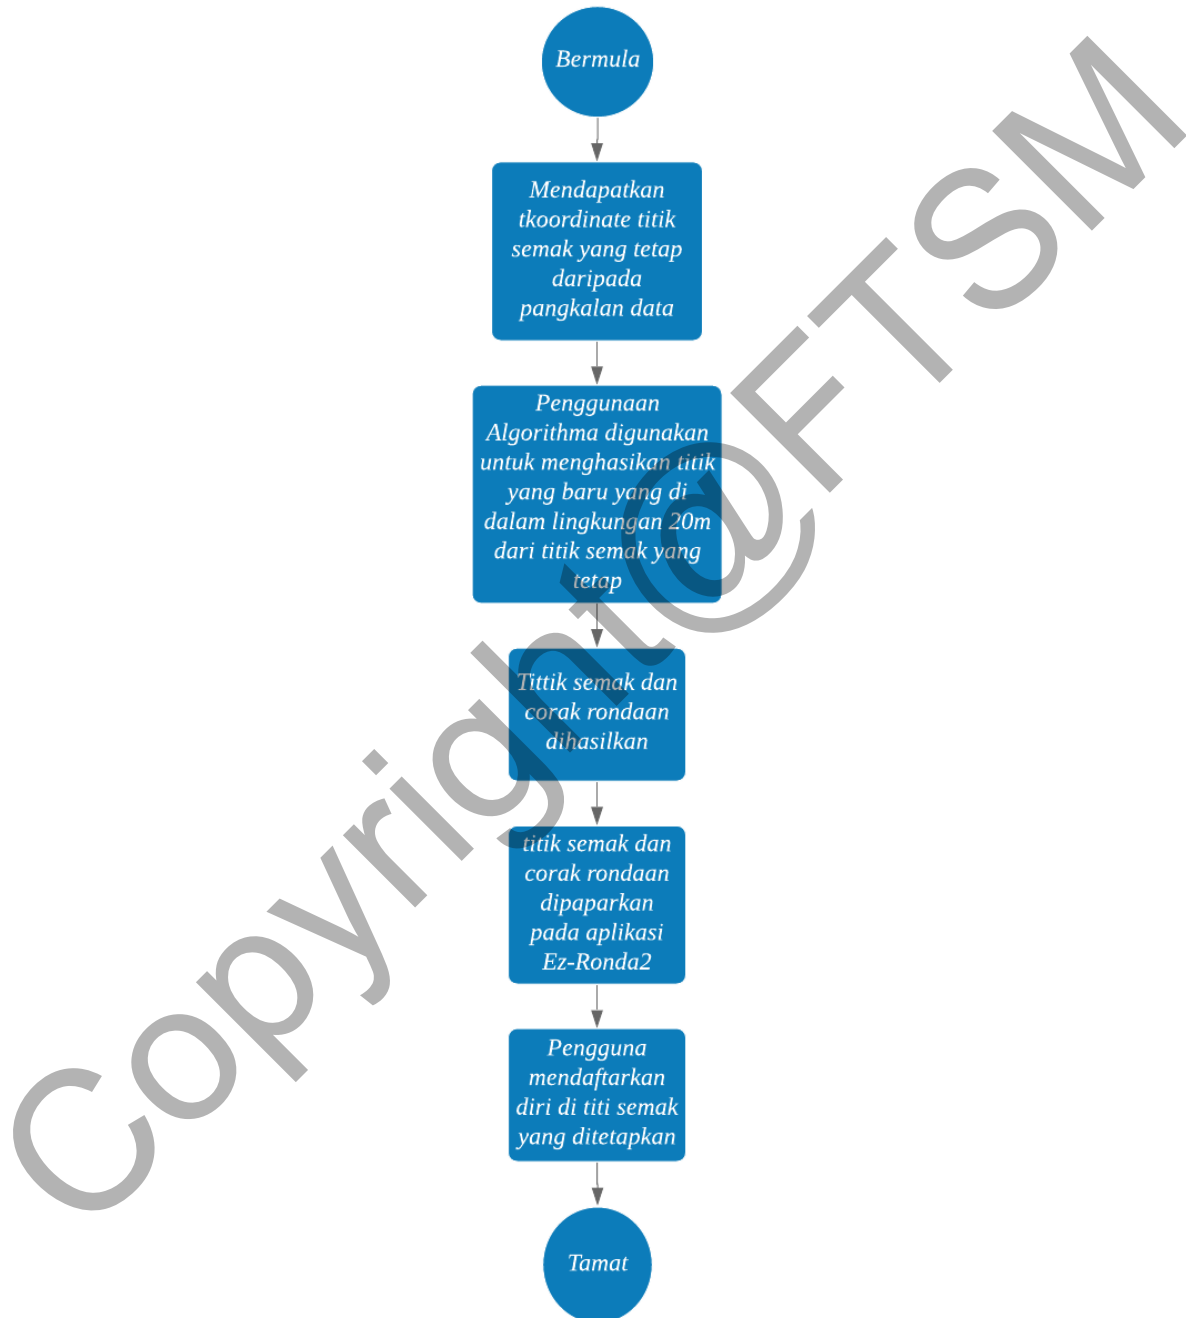 Bermula
Mendapatkan
tkoordinate titik
semak yang tetap
daripada
pangkalan data
Penggunaan
Algorithma digunakan
untuk menghasikan titik
yang baru yang di
dalam lingkungan 20m
dari titik semak yang
tetap
Tittik semak dan
corak rondaan
dihasilkan
titik semak dan
corak rondaan
dipaparkan
pada aplikasi
Ez-Ronda2
Pengguna
mendaftarkan
diri di titi semak
yang ditetapkan
Tamat
Copyright@FTSM